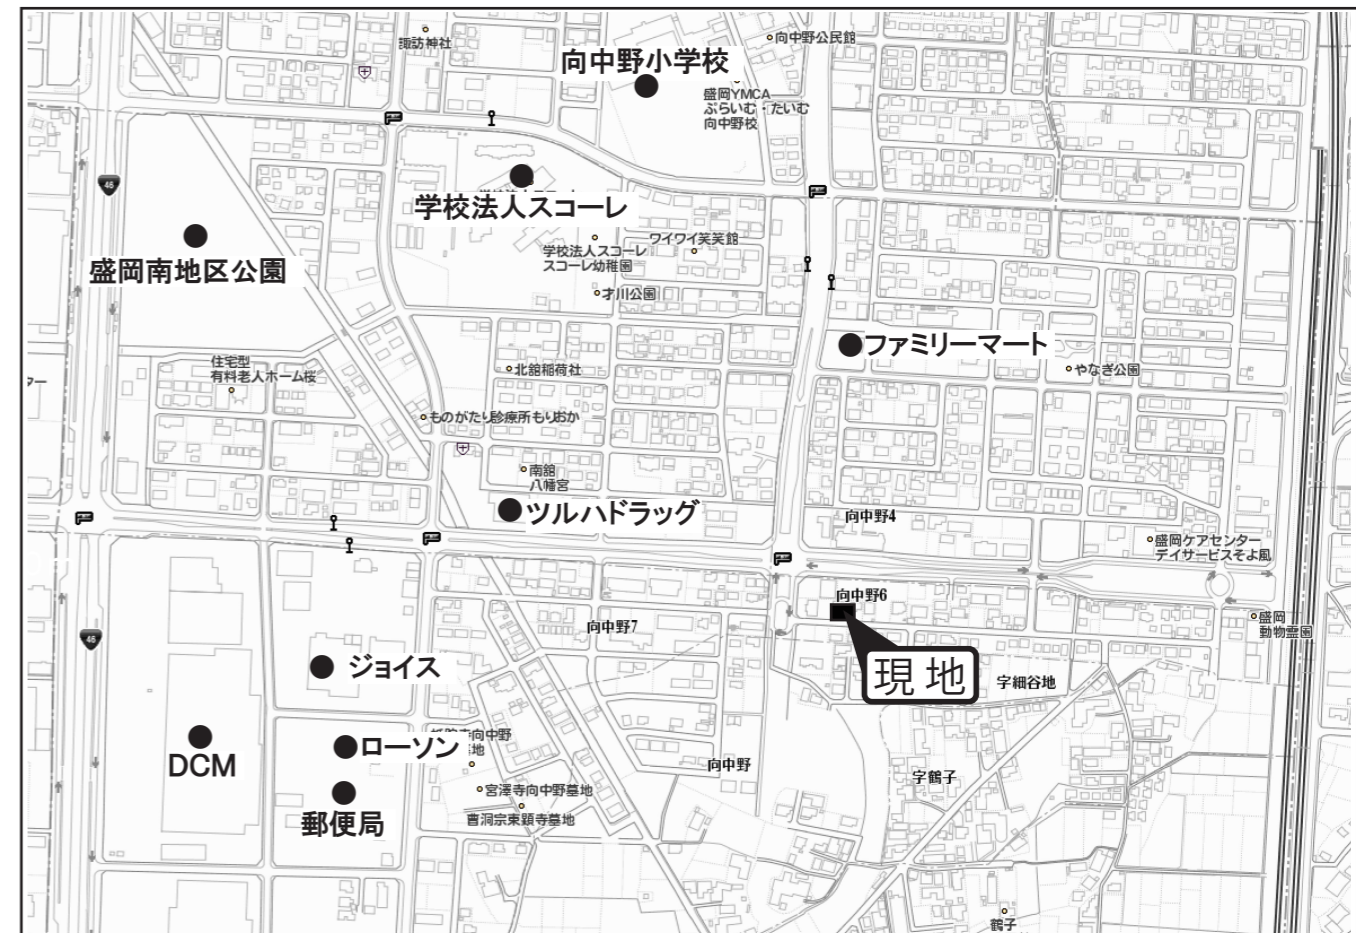 諏訪神社
向中野公民館
向中野小学校
盛岡YMCA
ぷらいむ・たいむ
向中野校
46
学校法人スコーレ
ワイワイ笑笑館
学校法人スコーレ
スコーレ幼稚園
盛岡南地区公園
才川公園
ファミリーマート
住宅型
有料老人ホーム桜
北舘稲荷社
やなぎ公園
ター
ものがたり診療所もりおか
南舘
八幡宮
ツルハドラッグ
向中野4
盛岡ケアセンター
デイサービスそよ風
向中野6
盛岡
動物霊園
向中野7
46
ジョイス
現地
字細谷地
DCM
ローソン
向中野
地
向中野
字鶴子
宮澤寺向中野墓地
郵便局
曹洞宗東顕寺墓地
鶴子